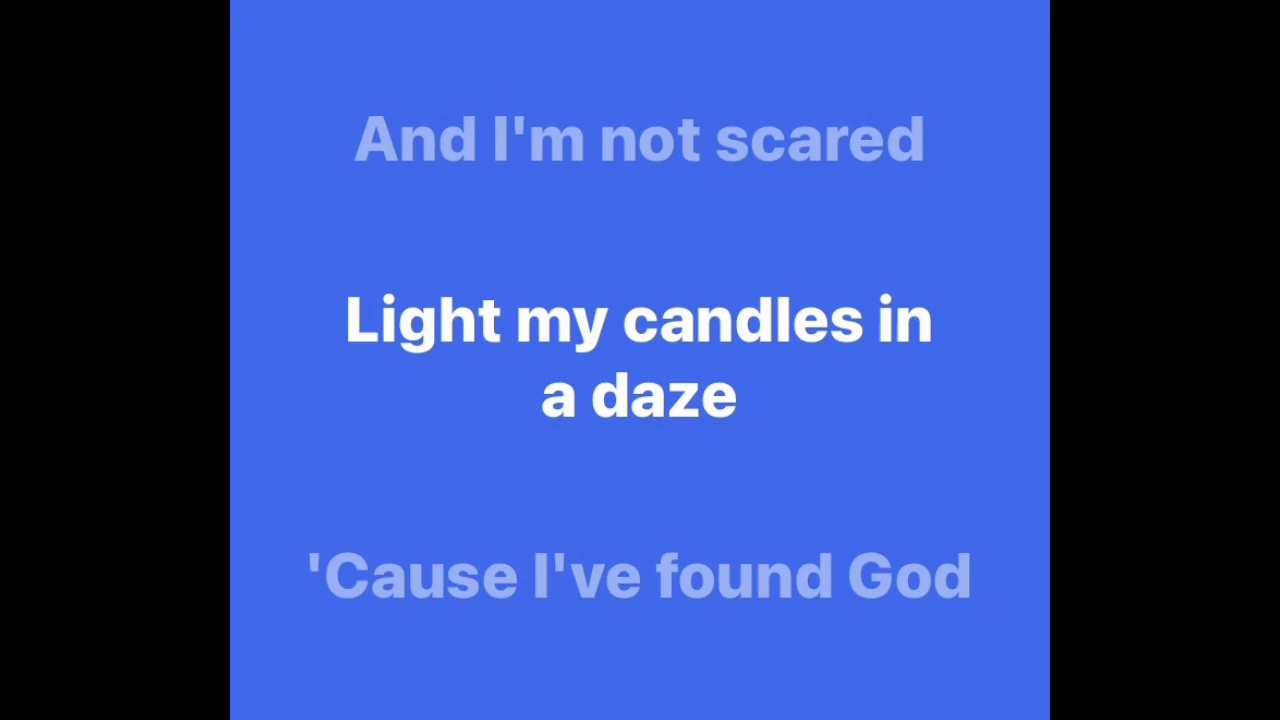 And I'm not scared
Light my candles in
a daze
'Cause I've found God